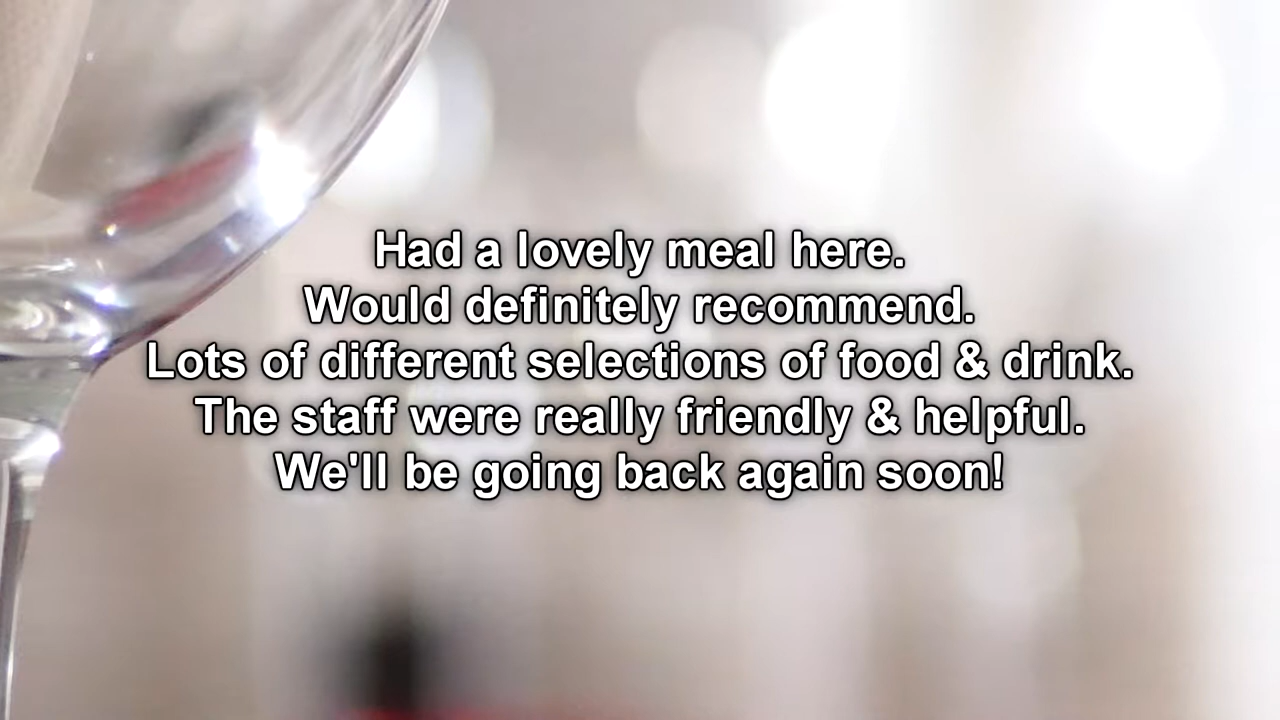 Had a lovely meal here.
Would definitely recommend.
Lots of different selections of food & drink.
The staff were really friendly & helpful.
We'll be going back again soon!